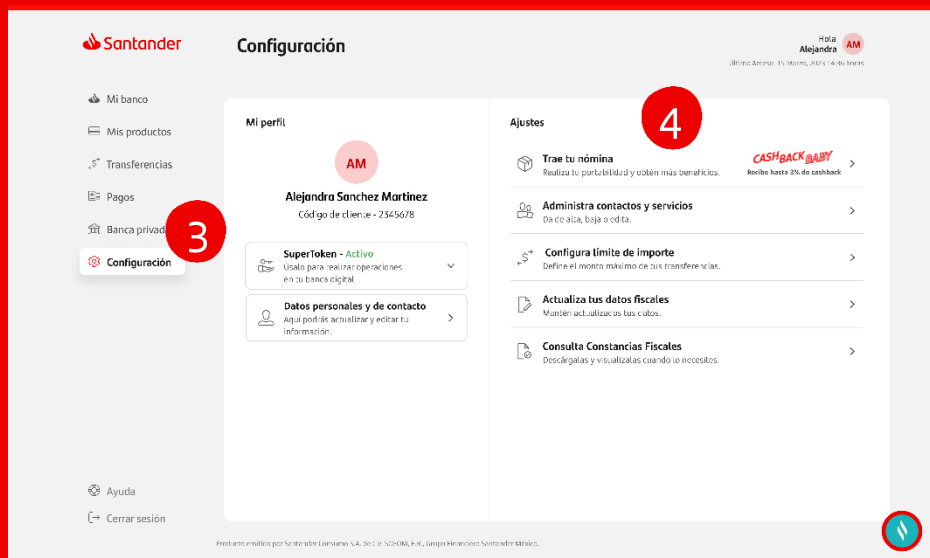 Santander
Configuración
Hola
Alejandra
AM
Último Acceso: 15 Marzo, 2023 14:36 horas
Mi banco
Mis productos
Transferencias
Pagos
Banca privada
Configuración
3
Mi perfil
AM
Alejandra Sanchez Martinez
Código de cliente - 2345678
SuperToken - Activo
Úsalo para realizar operaciones
en tu banca digital
Datos personales y de contacto
Aquí podrás actualizar y editar tu
información.
Ajustes
4
Trae tu nómina
Realiza tu portabilidad y obtén más beneficios.
CASHBACK BABY
Recibe hasta 3% de cashback
Administra contactos y servicios
Da de alta, baja o edita.
Configura límite de importe
Define el monto máximo de tus transferencias.
Actualiza tus datos fiscales
Mantén actualizados tus datos.
Consulta Constancias Fiscales
Descárgalas y visualízalas cuando lo necesites.
Ayuda
Cerrar sesión
Producto emitido por Santander Consumo S.A. de C.V. SOFOM, E.R., Grupo Financiero Santander México.